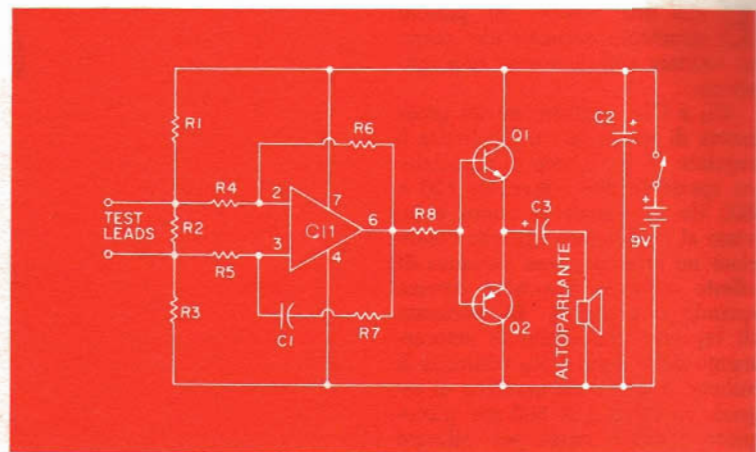 R1
R6
Q1
C2
R4
2
7
C3
TEST
LEADS
R2
CI1
6
R8
+
+
+
R5
3
4
9V
-
R3
C1
R7
Q2
ALTOPARLANTE